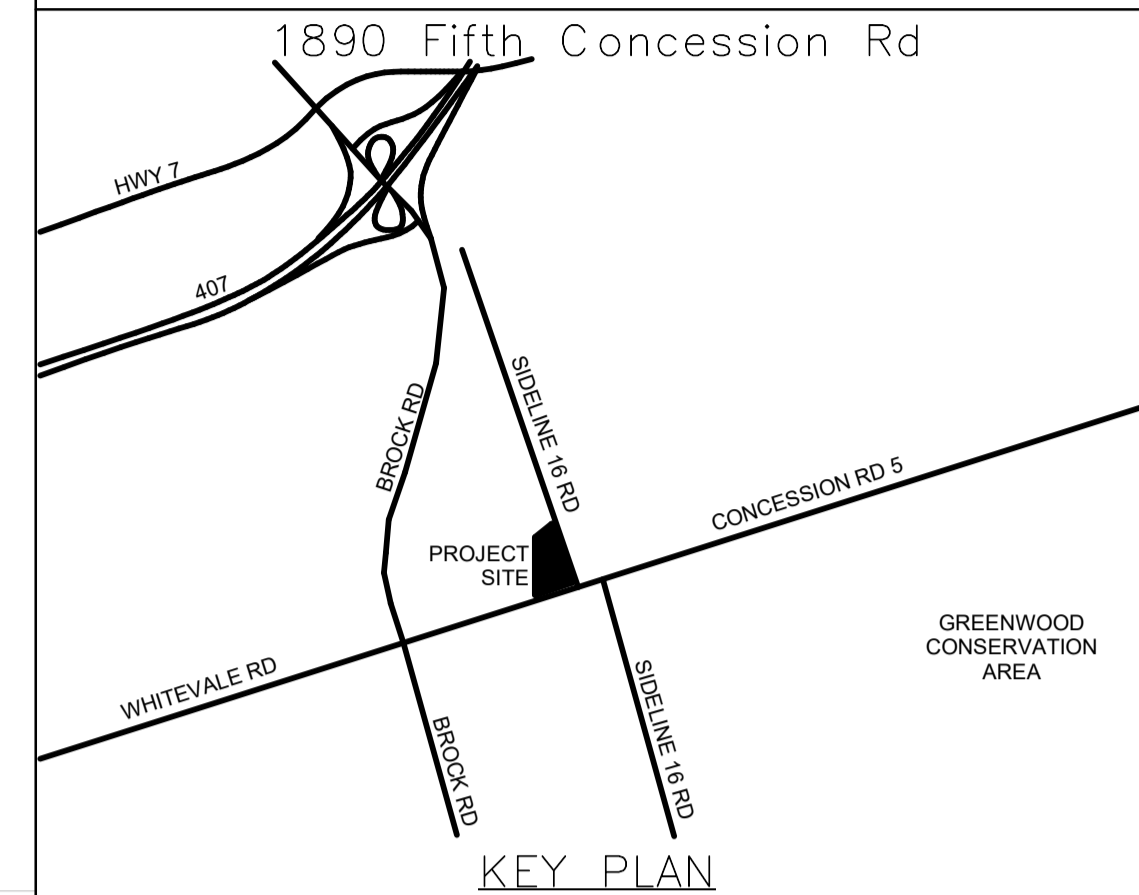 1890 Fifth Concession Rd
HWY 7
407
SIDELINE 16 RD
BROCK RD
CONCESSION RD 5
PROJECT
SITE
GREENWOOD
CONSERVATION
AREA
WHITEVALE RD
SIDELINE 16 RD
BROCK RD
KEY PLAN